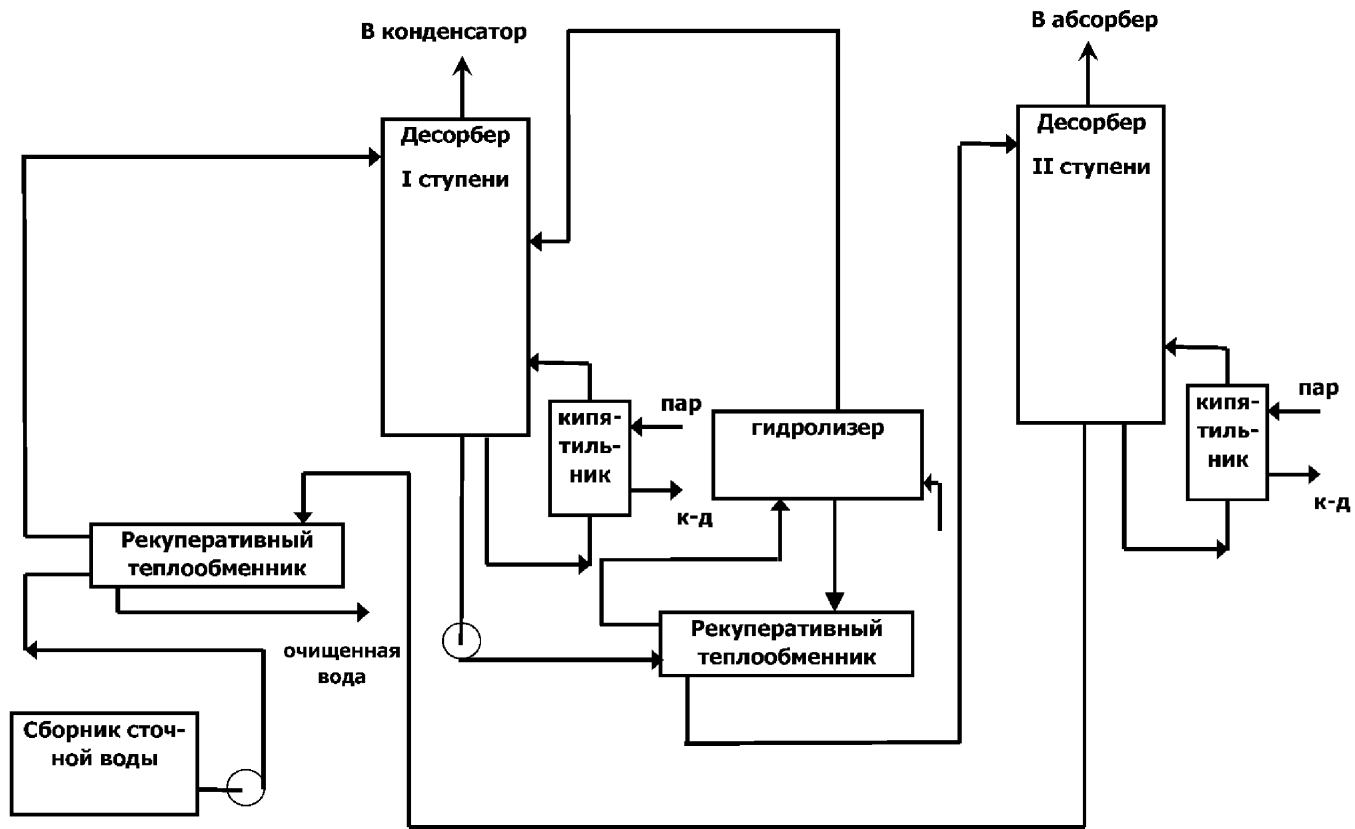 В конденсатор
В абсорбер
Десорбер
I ступени
Десорбер
II ступени
кипя-
тиль-
ник
пар
к-д
гидролизер
кипя-
тиль-
ник
пар
к-д
Рекуперативный
теплообменник
очищенная
вода
Рекуперативный
теплообменник
Сборник сточ-
ной воды